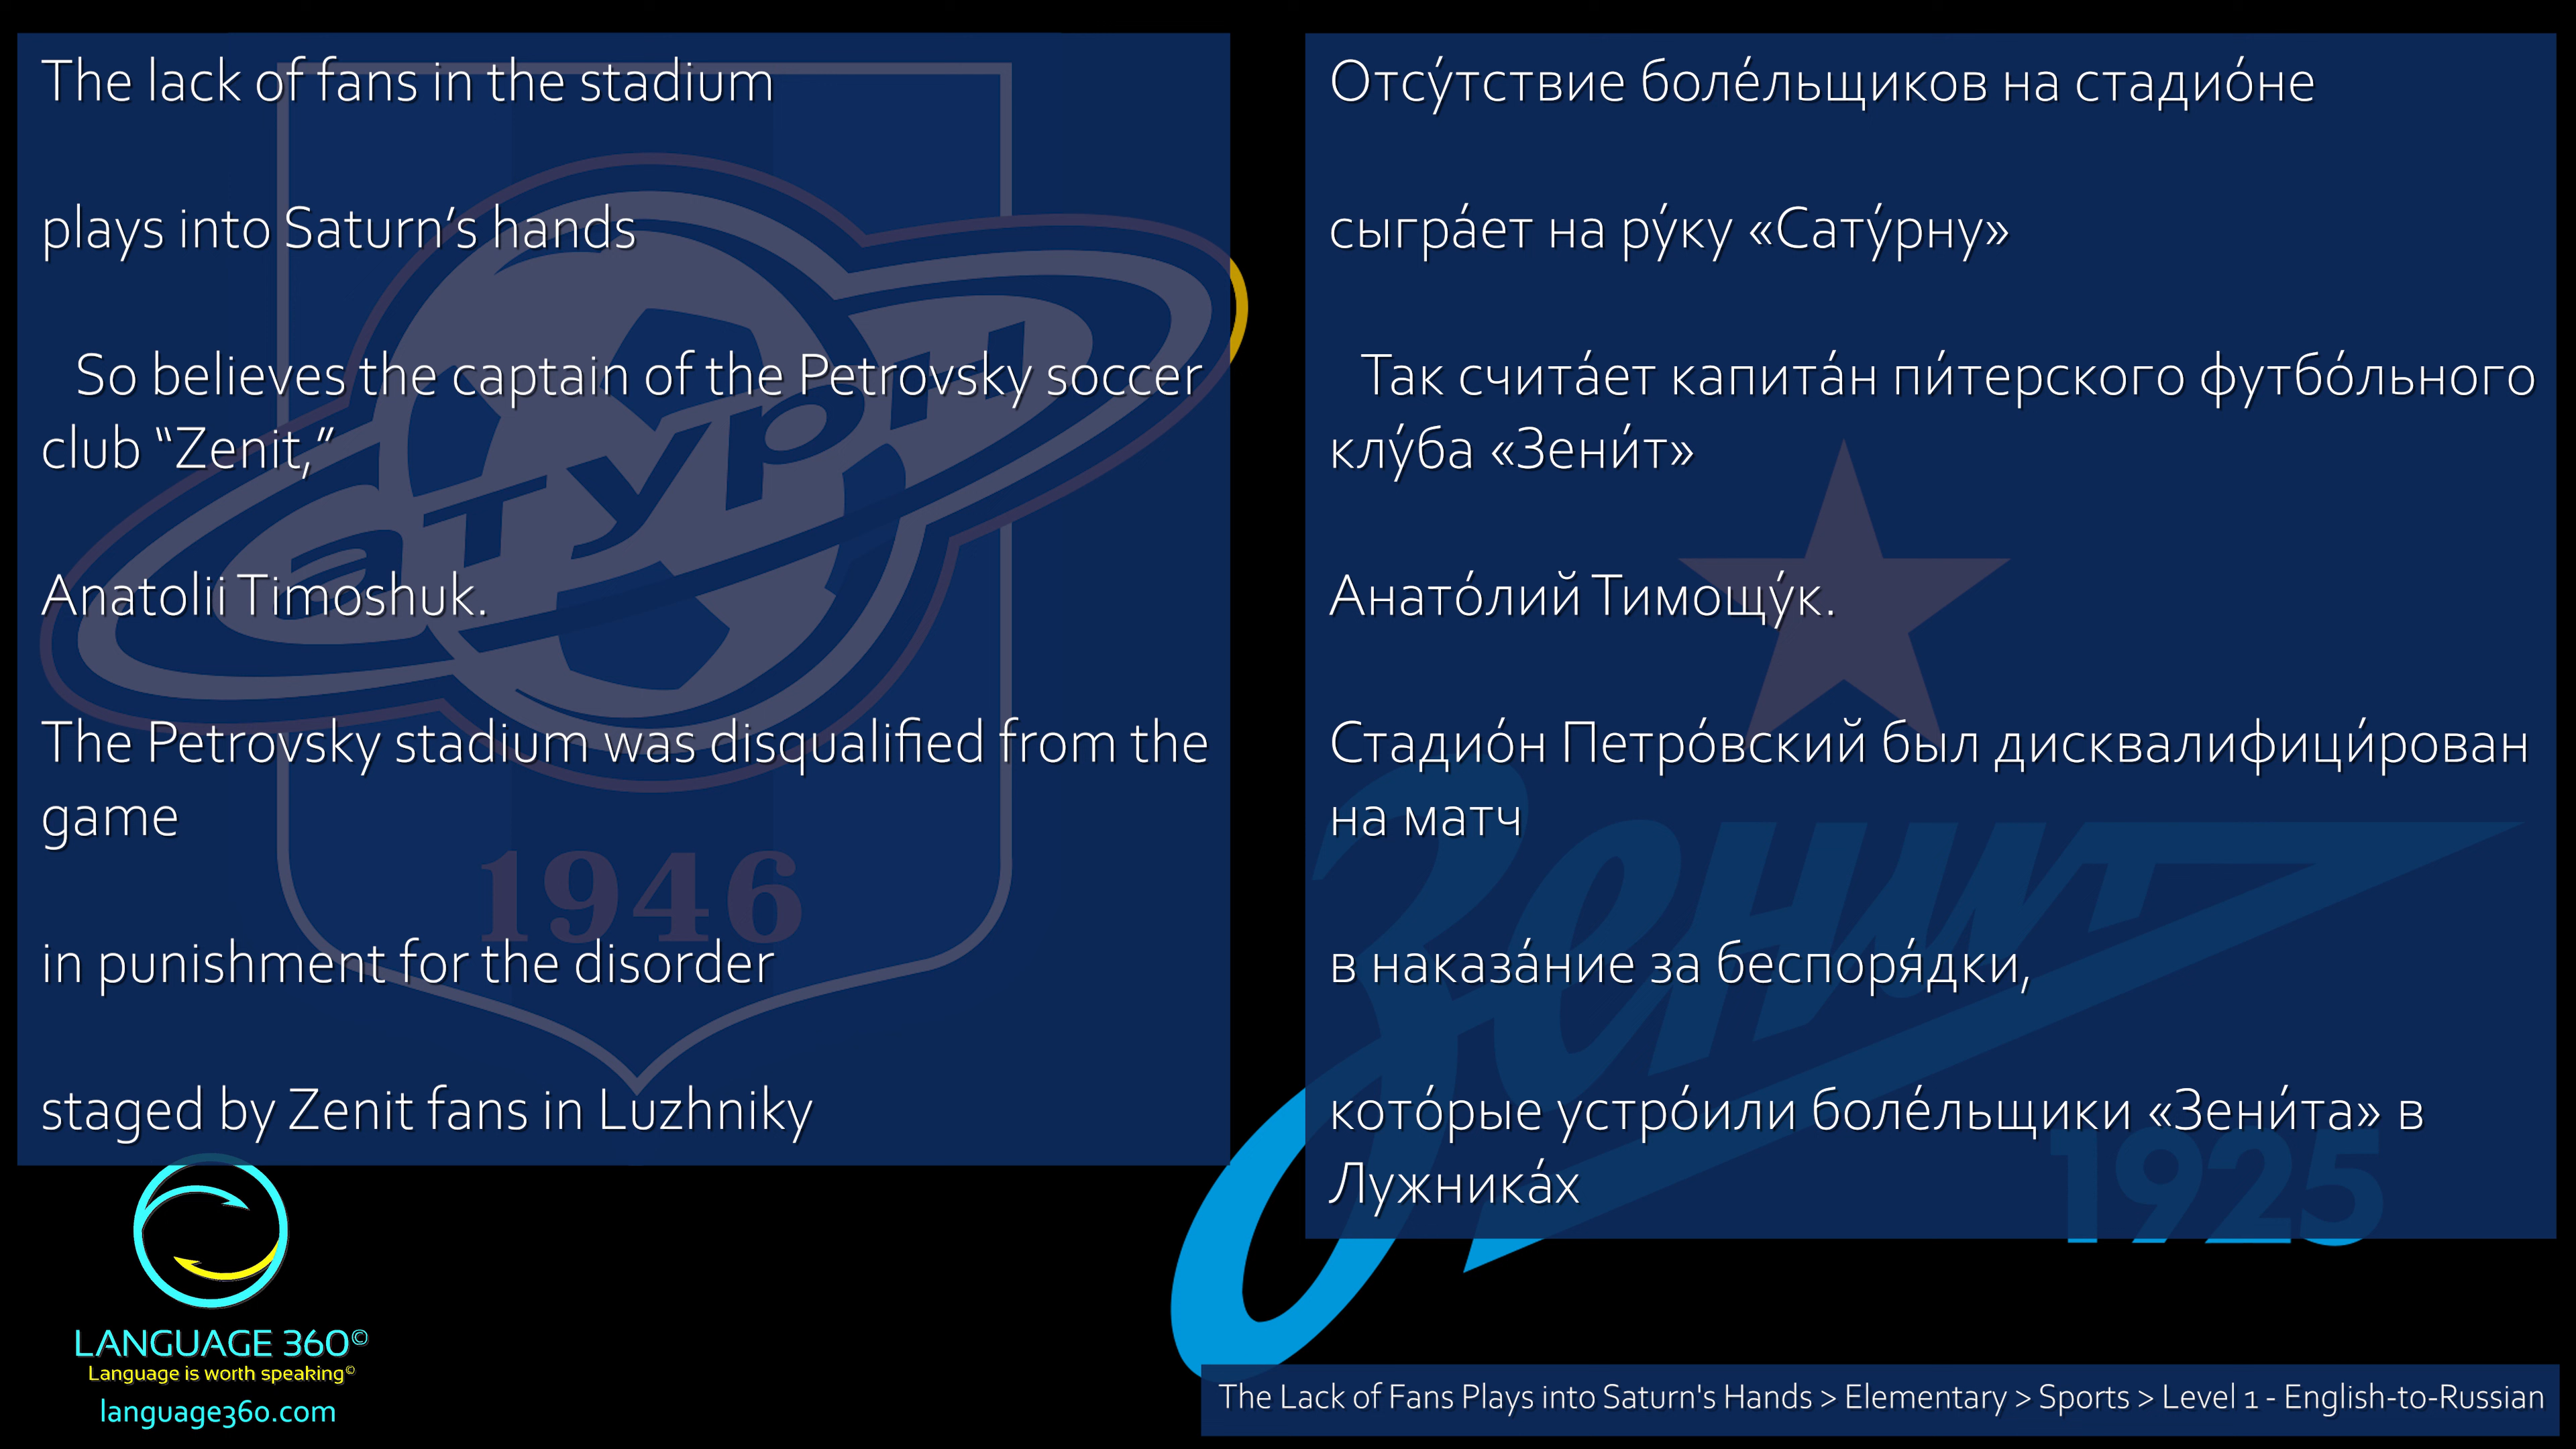 The lack of fans in the stadium
plays into Saturn’s hands
So believes the captain of the Petrovsky soccer
club “Zenit,”
Anatolii Timoshuk.
The Petrovsky stadium was disqualified from the
game
in punishment for the disorder
staged by Zenit fans in Luzhniky
Отсу́тствие боле́льщиков на стадио́не
сыгра́ет на ру́ку «Сату́рну»
Так счита́ет капита́н пи́терского футбо́льного
клу́ба «Зени́т»
Анато́лий Тимощу́к.
Стадио́н Петро́вский был дисквалифици́рован
на матч
в наказа́ние за беспоря́дки,
кото́рые устро́или боле́льщики «Зени́та» в
Лужника́х
Сатурн
1946
Зенит
1925
LANGUAGE 360©
Language is worth speaking©
language360.com
The Lack of Fans Plays into Saturn's Hands > Elementary > Sports > Level 1 - English-to-Russian